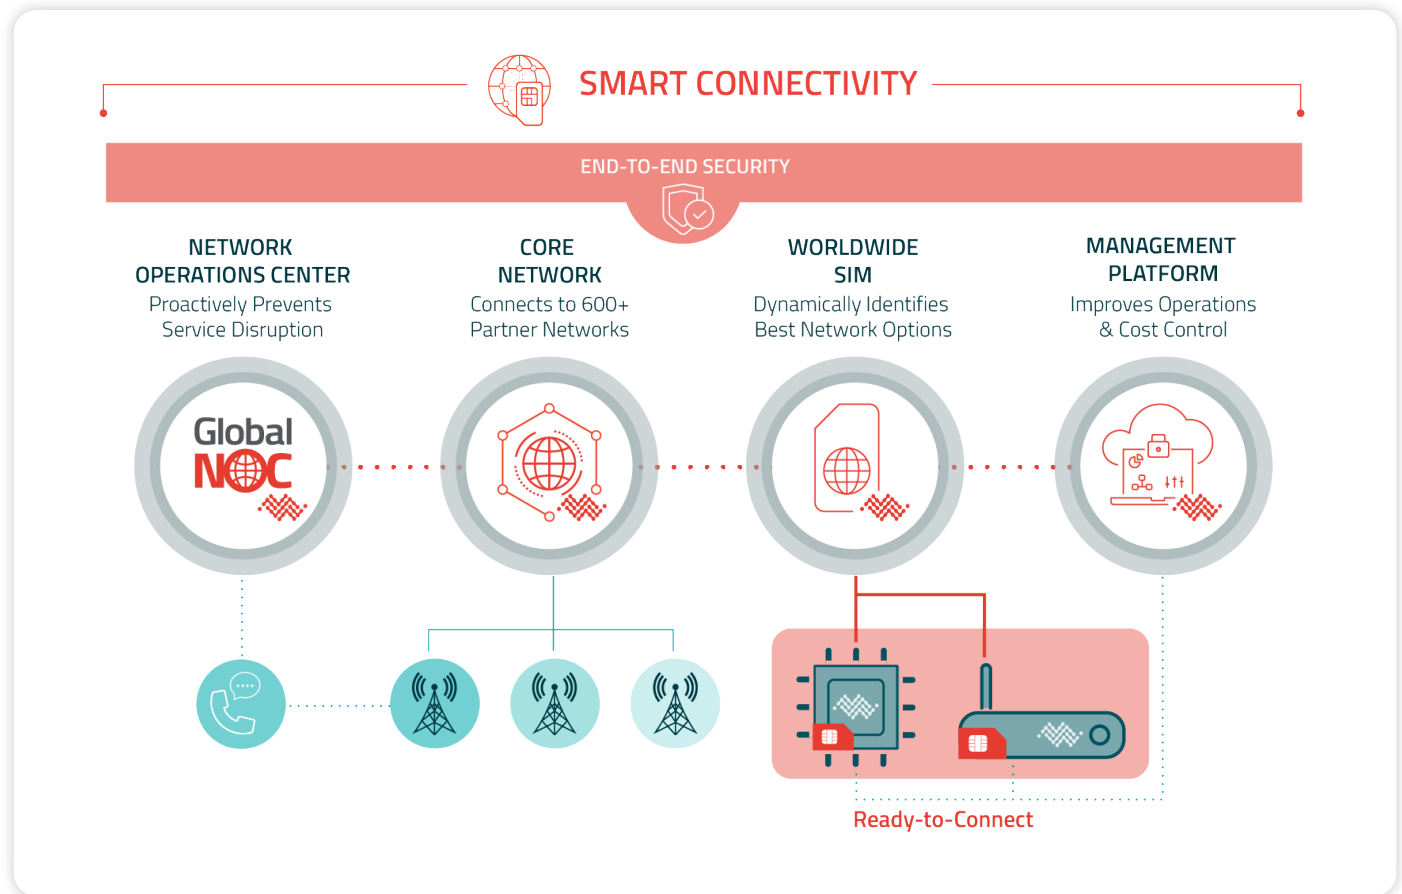 SMART CONNECTIVITY
END-TO-END SECURITY
NETWORK
OPERATIONS CENTER
Proactively Prevents
Service Disruption
CORE
NETWORK
Connects to 600+
Partner Networks
WORLDWIDE
SIM
Dynamically Identifies
Best Network Options
MANAGEMENT
PLATFORM
Improves Operations
& Cost Control
Global
NOC
Ready-to-Connect